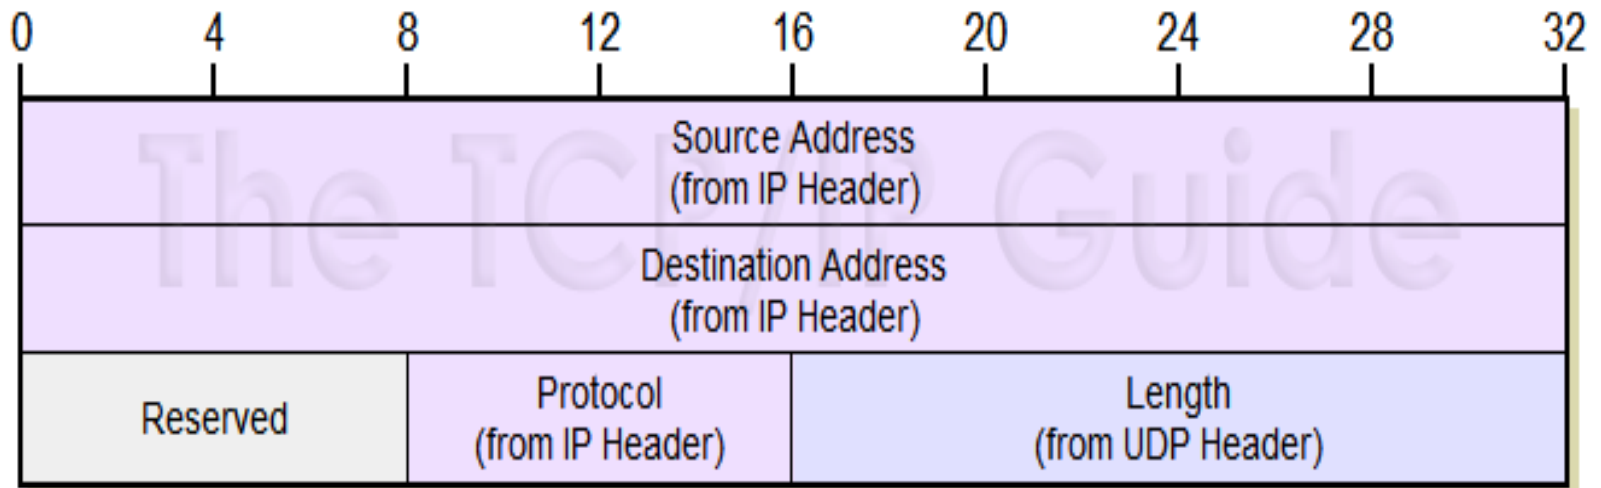 0 4 8 12 16 20 24 28 32
The TCP/IP Guide
Source Address
(from IP Header)
Destination Address
(from IP Header)
Reserved
Protocol
(from IP Header)
Length
(from UDP Header)